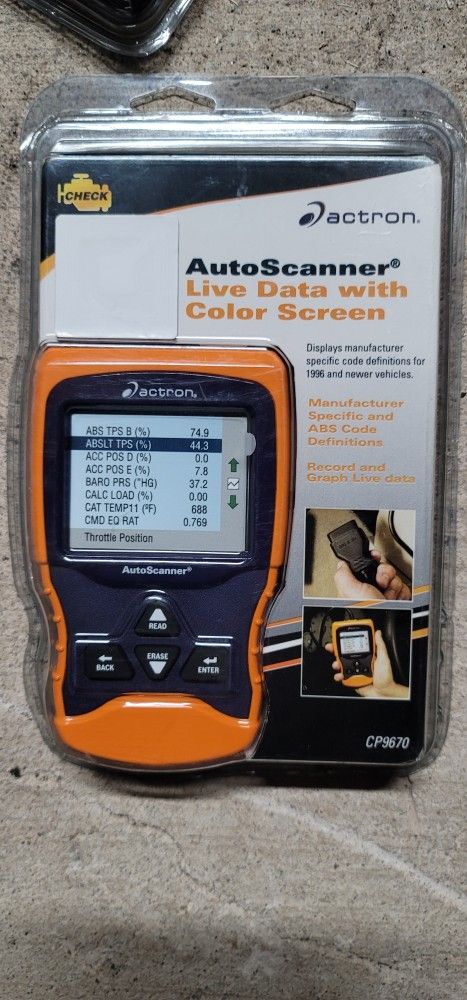 CHECK
actron®
AutoScanner®
Live Data with
Color Screen
Displays manufacturer
specific code definitions for
1996 and newer vehicles.
Manufacturer
Specific and
ABS Code
Definitions
Record and
Graph Live data
actron®
ABS TPS B (%) 74.9
ABSLT TPS (%) 44.3
ACC POS D (%) 0.0
ACC POS E (%) 7.8
BARO PRS ("HG) 37.2
CALC LOAD (%) 0.00
CAT TEMP11 (ºF) 688
CMD EQ RAT 0.769
Throttle Position
AutoScanner®
READ
BACK
ERASE
ENTER
CP9670